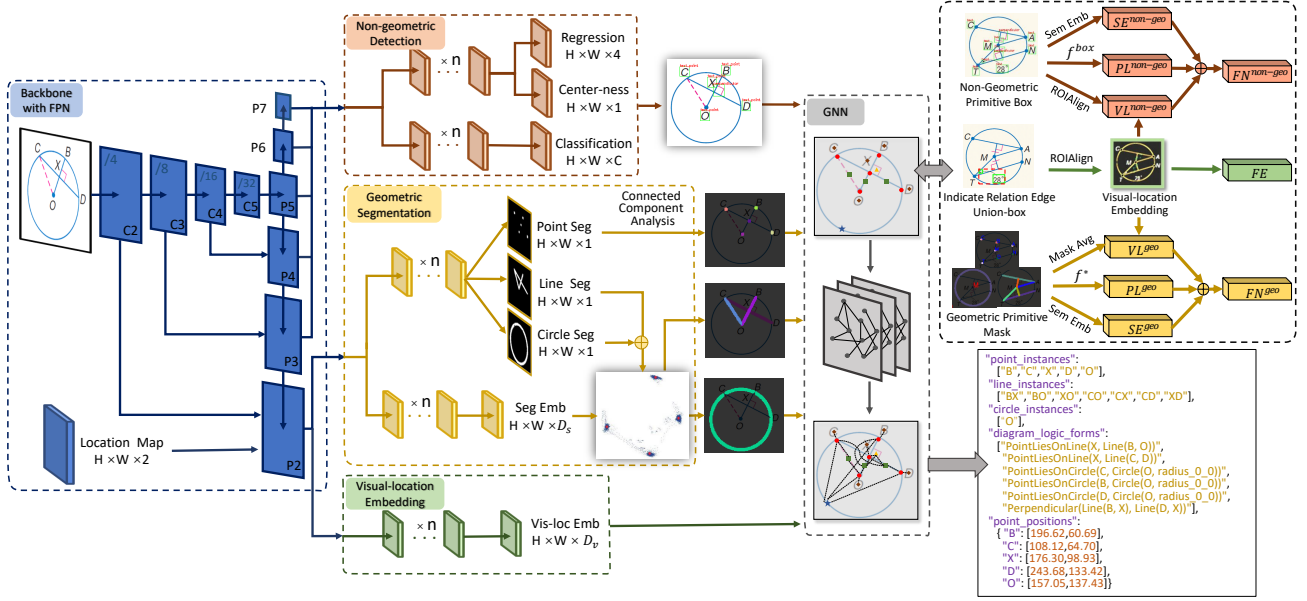 Backbone
with FPN
C
B
X
D
O
/4
/8
/16
/32
C2
C3
C4
C5
P7
P6
P5
P4
P3
P2
Location Map
H × W × 2
Non-geometric
Detection
× n
× n
Regression
H × W × 4
Center-ness
H × W × 1
Classification
H × W × C
Geometric
Segmentation
× n
× n
Point Seg
H × W × 1
Line Seg
H × W × 1
Circle Seg
H × W × 1
Seg Emb
H × W × D_s
Connected
Component
Analysis
Visual-location
Embedding
× n
Vis-loc Emb
H × W × D_v
C
B
X
D
O
C
B
X
D
O
C
B
X
D
O
C
B
X
D
O
GNN
Non-Geometric
Primitive Box
C
A
M
N
T
28°
Indicate Relation Edge
Union-box
C
A
M
N
T
28°
Geometric Primitive
Mask
Sem Emb
f^{box}
ROIAlign
SE^{non-geo}
PL^{non-geo}
VL^{non-geo}
FN^{non-geo}
ROIAlign
Visual-location
Embedding
FE
Mask Avg
f^*
Sem Emb
VL^{geo}
PL^{geo}
SE^{geo}
FN^{geo}
"point_instances":
["B","C","X","D","O"],
"line_instances":
["BX","BO","XO","CO","CX","CD","XD"],
"circle_instances":
["O"],
"diagram_logic_forms":
["PointLiesOnLine(X, Line(B, O))",
"PointLiesOnLine(X, Line(C, D))",
"PointLiesOnCircle(C, Circle(O, radius_0_0))",
"PointLiesOnCircle(B, Circle(O, radius_0_0))",
"PointLiesOnCircle(D, Circle(O, radius_0_0))",
"Perpendicular(Line(B, X), Line(D, X))"],
"point_positions":
{ "B": [196.62,60.69],
"C": [108.12,64.70],
"X": [176.30,98.93],
"D": [243.68,133.42],
"O": [157.05,137.43]}